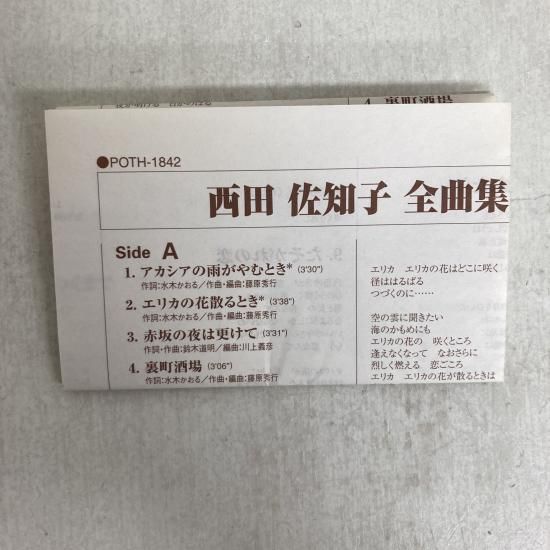 4. 裏町酒場
●POTH-1842
西田 佐知子 全曲集
Side A
1. アカシアの雨がやむとき* (3'30")
作詞:水木かおる／作曲・編曲:藤原秀行
2. エリカの花散るとき* (3'38")
作詞:水木かおる／作曲・編曲:藤原秀行
3. 赤坂の夜は更けて (3'31")
作詞・作曲:鈴木道明／編曲:川上義彦
4. 裏町酒場 (3'06")
作詞:水木かおる／作曲・編曲:藤原秀行
エリカ エリカの花はどこに咲く
径ははるばる
つづくのに……
空の雲に聞きたい
海のかもめにも
エリカの花の 咲くところ
逢えなくなって なおさらに
烈しく燃える 恋ごころ
エリカ エリカの花が散るときは